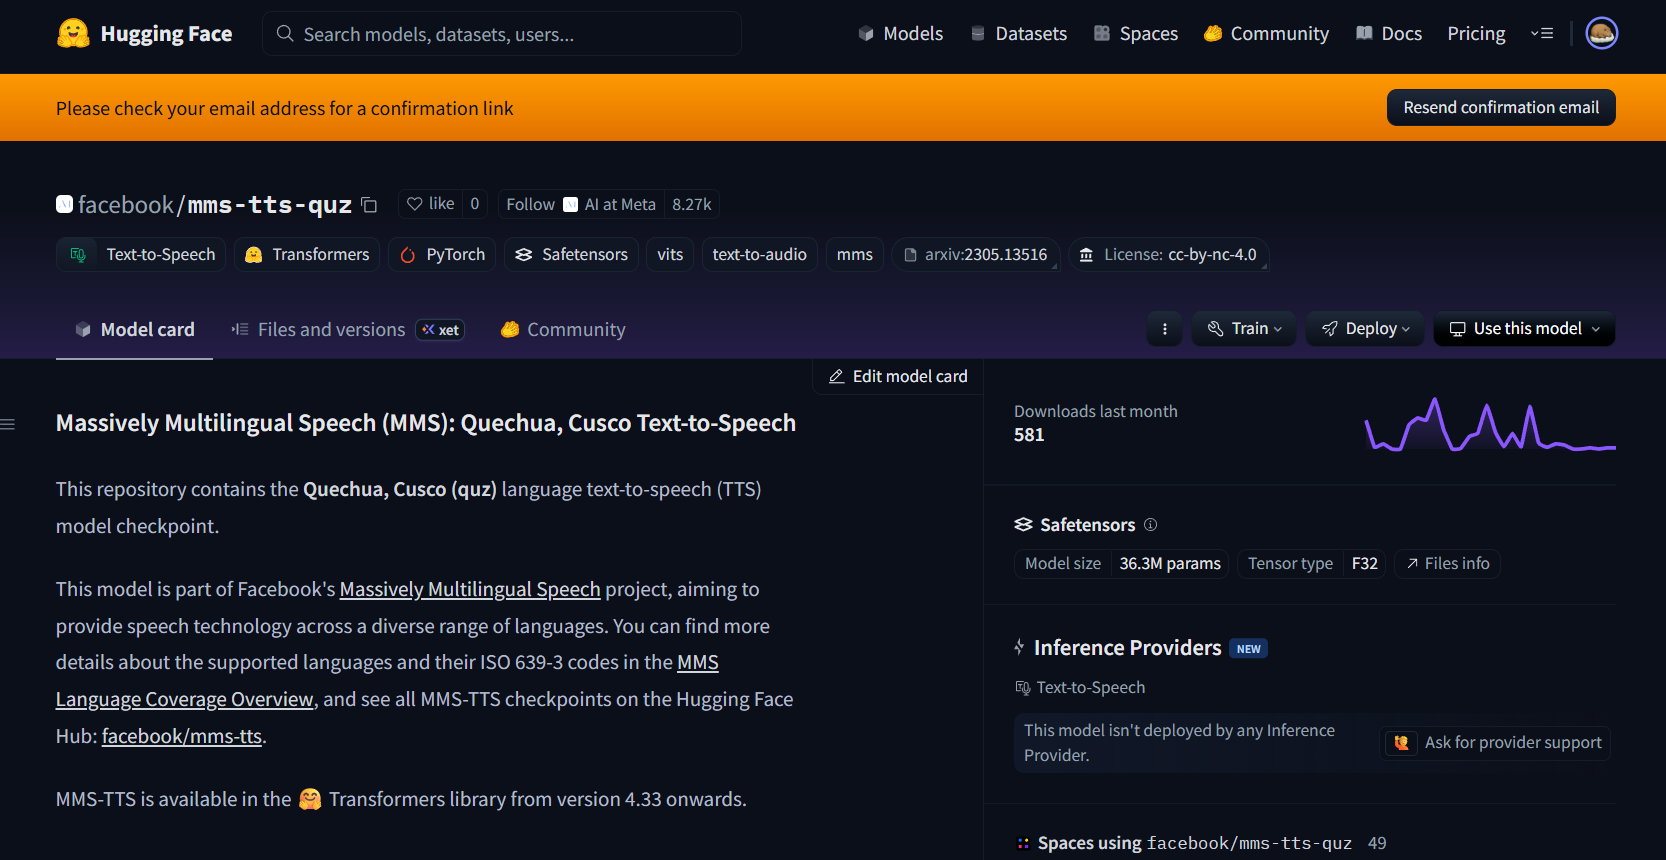 Hugging Face
Search models, datasets, users...
Models
Datasets
Spaces
Community
Docs
Pricing
Please check your email address for a confirmation link
Resend confirmation email
facebook/mms-tts-quz
like 0
Follow AI at Meta 8.27k
Text-to-Speech
Transformers
PyTorch
Safetensors
vits
text-to-audio
mms
arxiv:2305.13516
License: cc-by-nc-4.0
Model card
Files and versions xet
Community
Train
Deploy
Use this model
Edit model card
Massively Multilingual Speech (MMS): Quechua, Cusco Text-to-Speech
This repository contains the Quechua, Cusco (quz) language text-to-speech (TTS)
model checkpoint.
This model is part of Facebook's Massively Multilingual Speech project, aiming to
provide speech technology across a diverse range of languages. You can find more
details about the supported languages and their ISO 639-3 codes in the MMS
Language Coverage Overview, and see all MMS-TTS checkpoints on the Hugging Face
Hub: facebook/mms-tts.
MMS-TTS is available in the 🤗 Transformers library from version 4.33 onwards.
Downloads last month
581
Safetensors
Model size 36.3M params
Tensor type F32
Files info
Inference Providers NEW
Text-to-Speech
This model isn't deployed by any Inference
Provider.
Ask for provider support
Spaces using facebook/mms-tts-quz 49